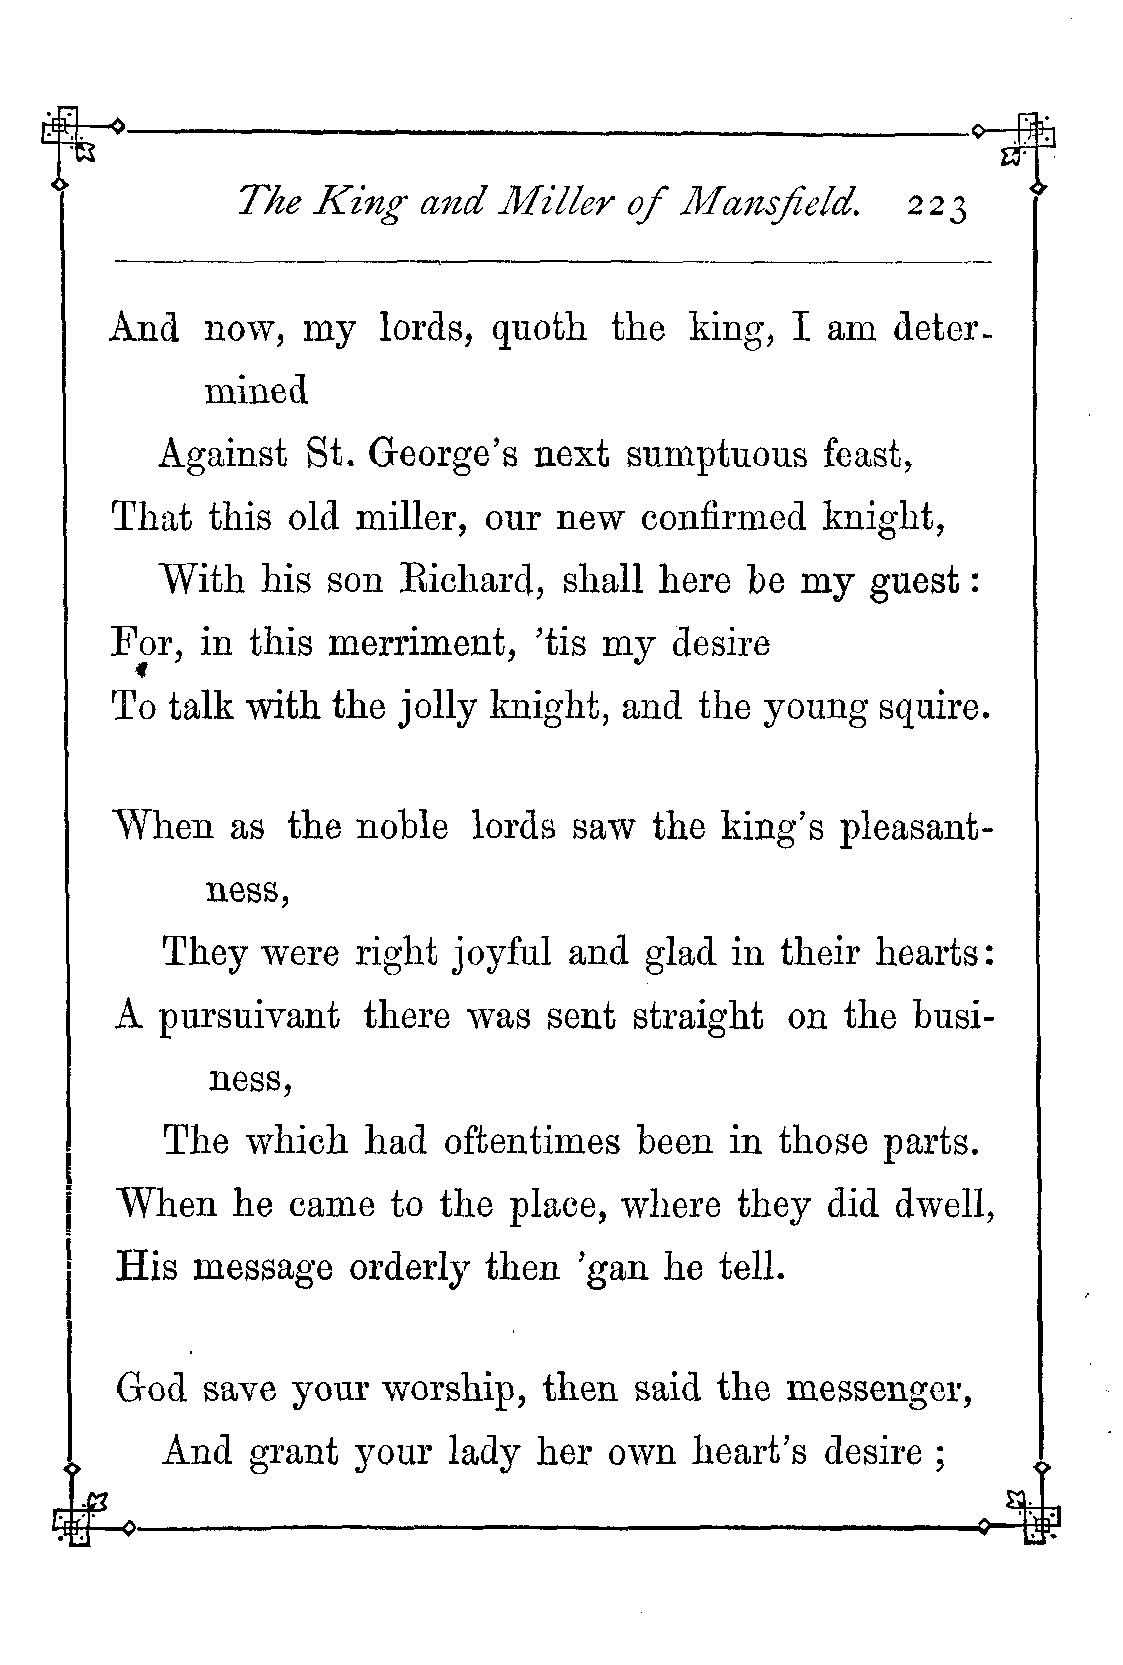 The King and Miller of Mansfield. 223
And now, my lords, quoth the king, I am deter-
mined
Against St. George's next sumptuous feast,
That this old miller, our new confirmed knight,
With his son Richard, shall here be my guest :
For, in this merriment, 'tis my desire
To talk with the jolly knight, and the young squire.
When as the noble lords saw the king's pleasant-
ness,
They were right joyful and glad in their hearts:
A pursuivant there was sent straight on the busi-
ness,
The which had oftentimes been in those parts.
When he came to the place, where they did dwell,
His message orderly then 'gan he tell.
God save your worship, then said the messenger,
And grant your lady her own heart's desire ;